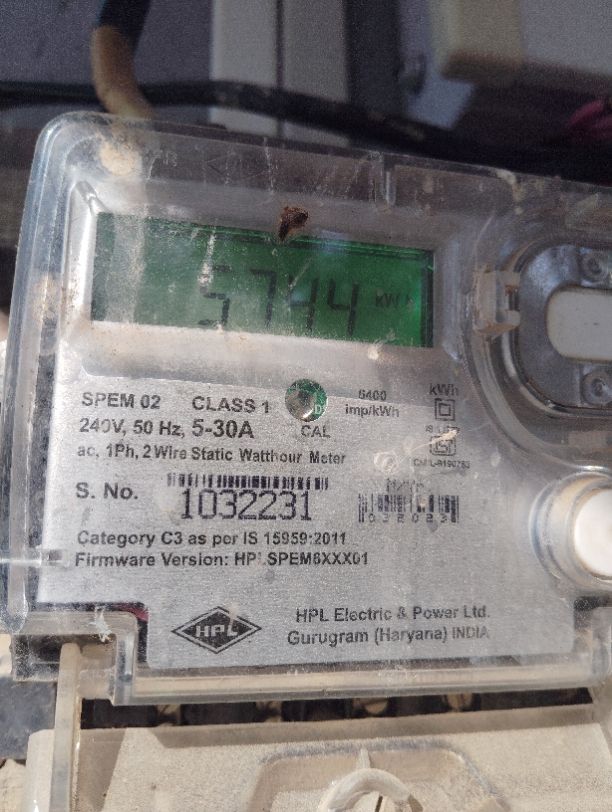 5744 kWh
SPEM 02 CLASS 1
6400 imp/kWh
kWh
240V, 50 Hz, 5-30A
CAL
ac, 1Ph, 2Wire Static Watthour Meter
S. No. 1032231
Category C3 as per IS 15959:2011
Firmware Version: HPLSPEM6XXX01
HPL
HPL Electric & Power Ltd.
Gurugram (Haryana) INDIA